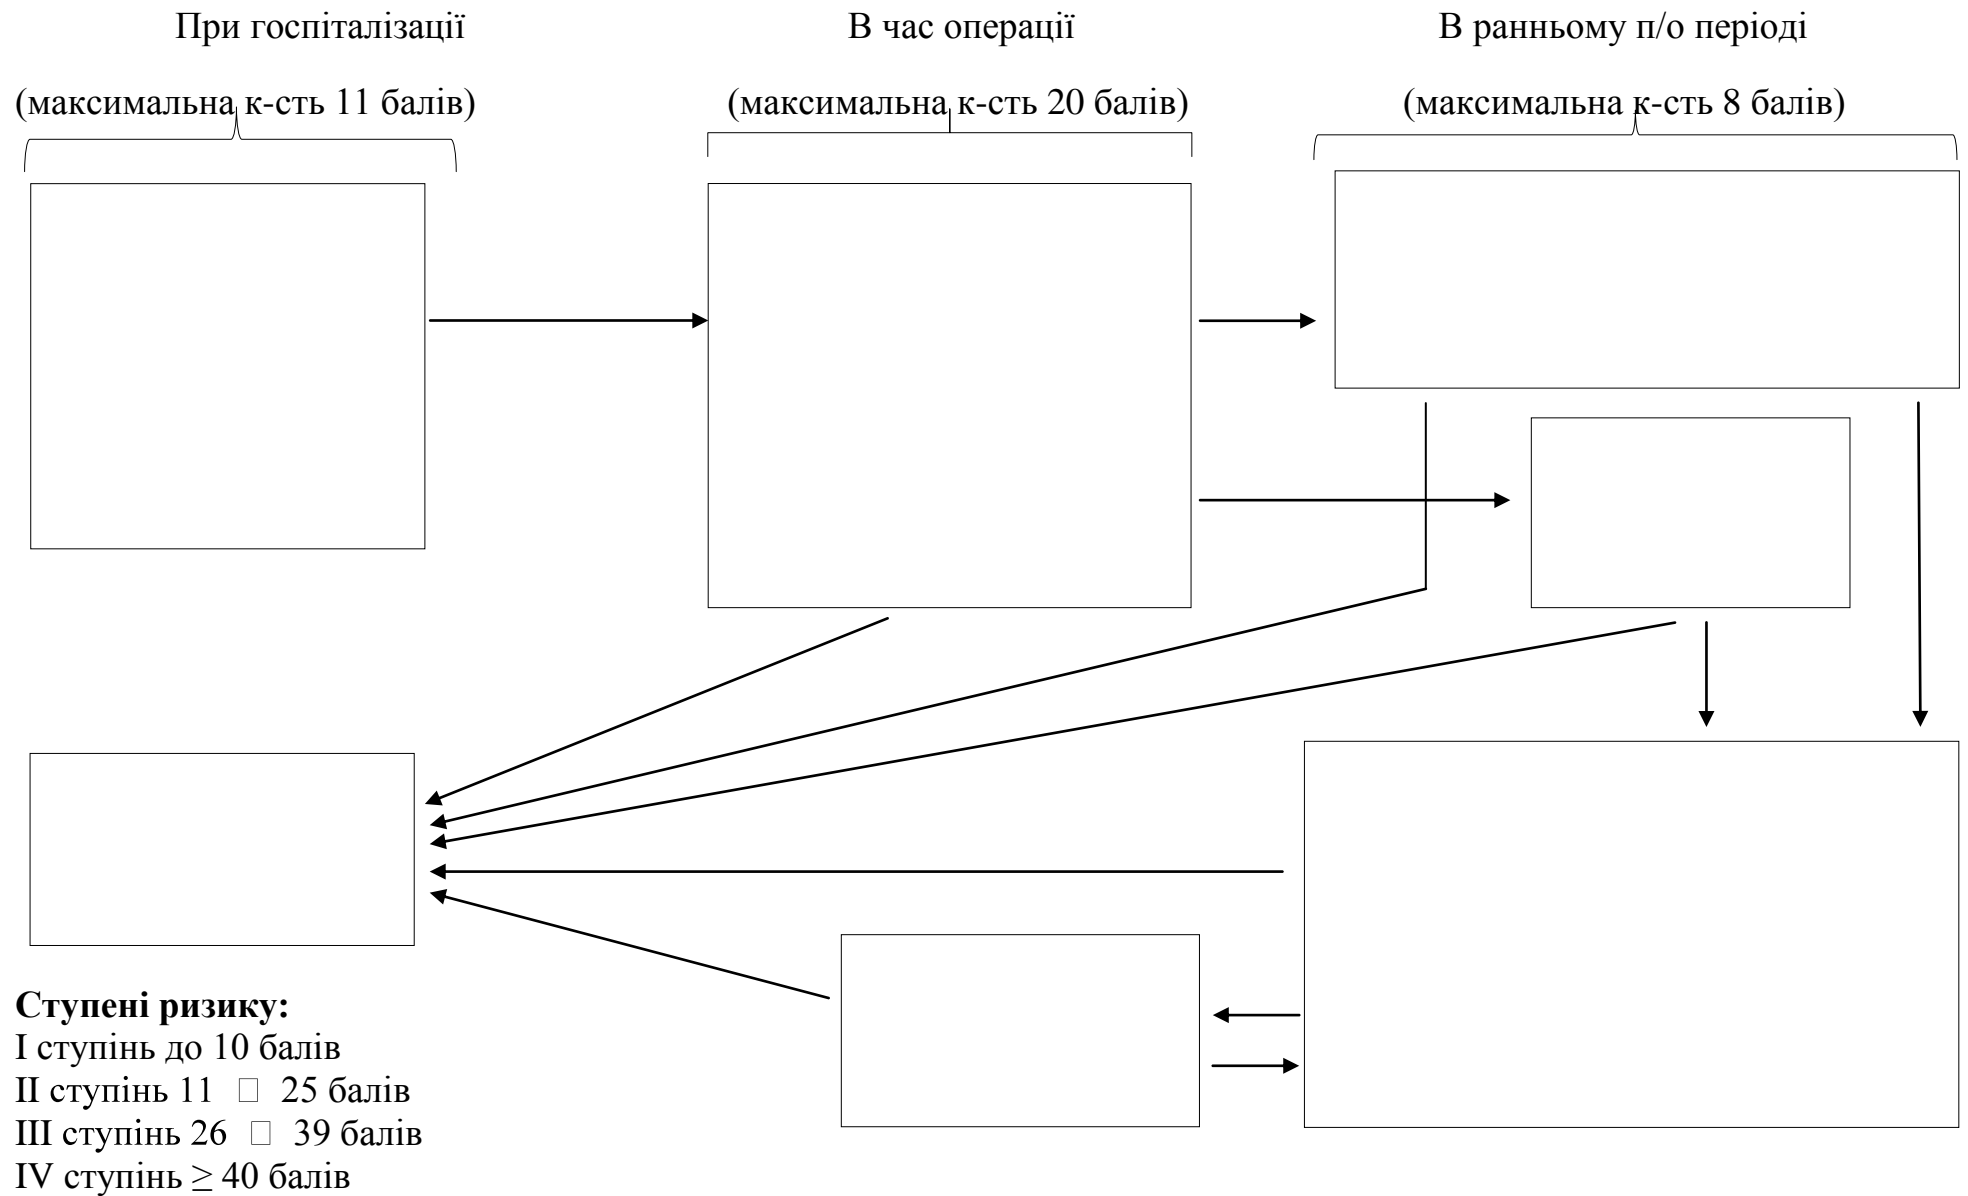 При госпіталізації
В час операції
В ранньому п/о періоді
(максимальна к-сть 11 балів)
(максимальна к-сть 20 балів)
(максимальна к-сть 8 балів)
Ступені ризику:
I ступінь до 10 балів
II ступінь 11 □ 25 балів
III ступінь 26 □ 39 балів
IV ступінь ≥ 40 балів